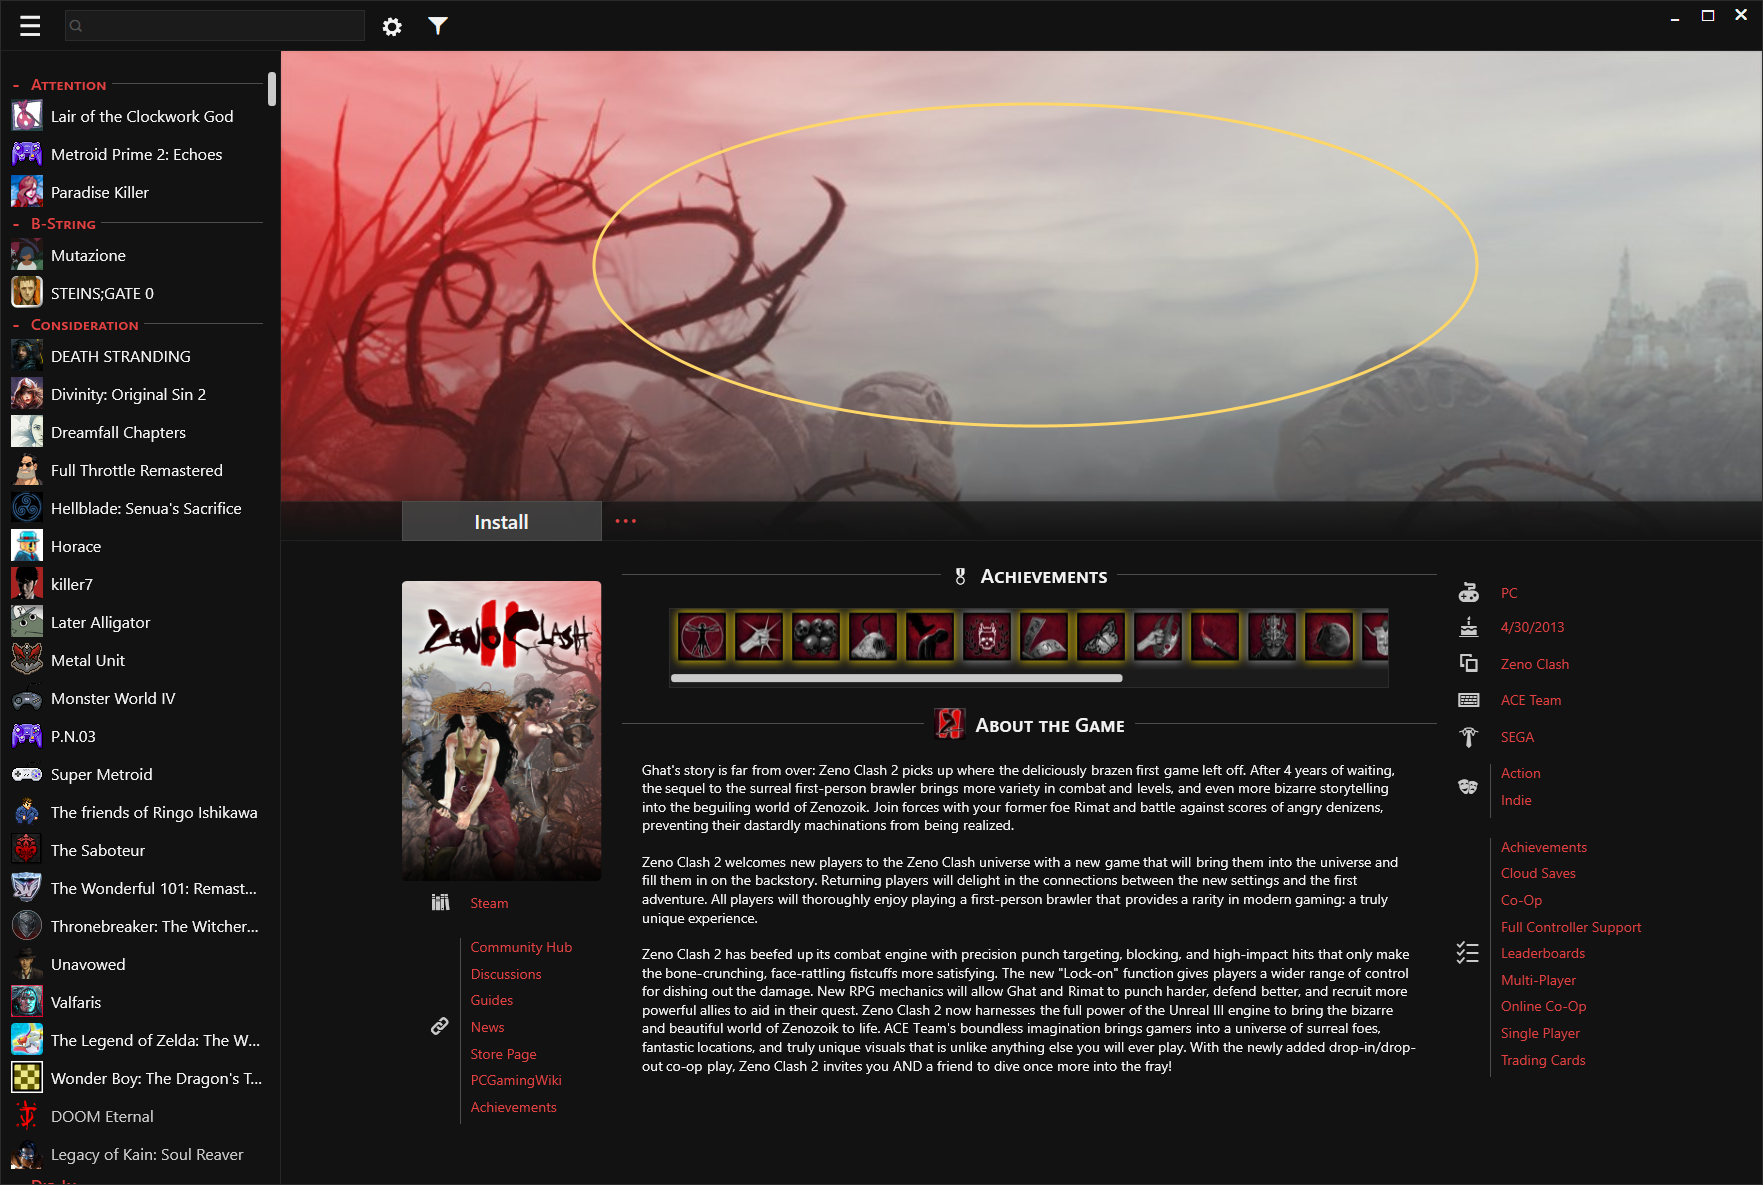 Attention
Lair of the Clockwork God
Metroid Prime 2: Echoes
Paradise Killer
B-String
Mutazione
STEINS;GATE 0
Consideration
DEATH STRANDING
Divinity: Original Sin 2
Dreamfall Chapters
Full Throttle Remastered
Hellblade: Senua's Sacrifice
Horace
killer7
Later Alligator
Metal Unit
Monster World IV
P.N.03
Super Metroid
The friends of Ringo Ishikawa
The Saboteur
The Wonderful 101: Remast...
Thronebreaker: The Witcher...
Unavowed
Valfaris
The Legend of Zelda: The W...
Wonder Boy: The Dragon's T...
DOOM Eternal
Legacy of Kain: Soul Reaver
Install
ZENO CLASH II
Steam
Community Hub
Discussions
Guides
News
Store Page
PCGamingWiki
Achievements
Achievements
About the Game
Ghat's story is far from over: Zeno Clash 2 picks up where the deliciously brazen first game left off. After 4 years of waiting,
the sequel to the surreal first-person brawler brings more variety in combat and levels, and even more bizarre storytelling
into the beguiling world of Zenozoik. Join forces with your former foe Rimat and battle against scores of angry denizens,
preventing their dastardly machinations from being realized.
Zeno Clash 2 welcomes new players to the Zeno Clash universe with a new game that will bring them into the universe and
fill them in on the backstory. Returning players will delight in the connections between the new settings and the first
adventure. All players will thoroughly enjoy playing a first-person brawler that provides a rarity in modern gaming: a truly
unique experience.
Zeno Clash 2 has beefed up its combat engine with precision punch targeting, blocking, and high-impact hits that only make
the bone-crunching, face-rattling fistcuffs more satisfying. The new "Lock-on" function gives players a wider range of control
for dishing out the damage. New RPG mechanics will allow Ghat and Rimat to punch harder, defend better, and recruit more
powerful allies to aid in their quest. Zeno Clash 2 now harnesses the full power of the Unreal III engine to bring the bizarre
and beautiful world of Zenozoik to life. ACE Team's boundless imagination brings gamers into a universe of surreal foes,
fantastic locations, and truly unique visuals that is unlike anything else you will ever play. With the newly added drop-in/drop-
out co-op play, Zeno Clash 2 invites you AND a friend to dive once more into the fray!
PC
4/30/2013
Zeno Clash
ACE Team
SEGA
Action
Indie
Achievements
Cloud Saves
Co-Op
Full Controller Support
Leaderboards
Multi-Player
Online Co-Op
Single Player
Trading Cards